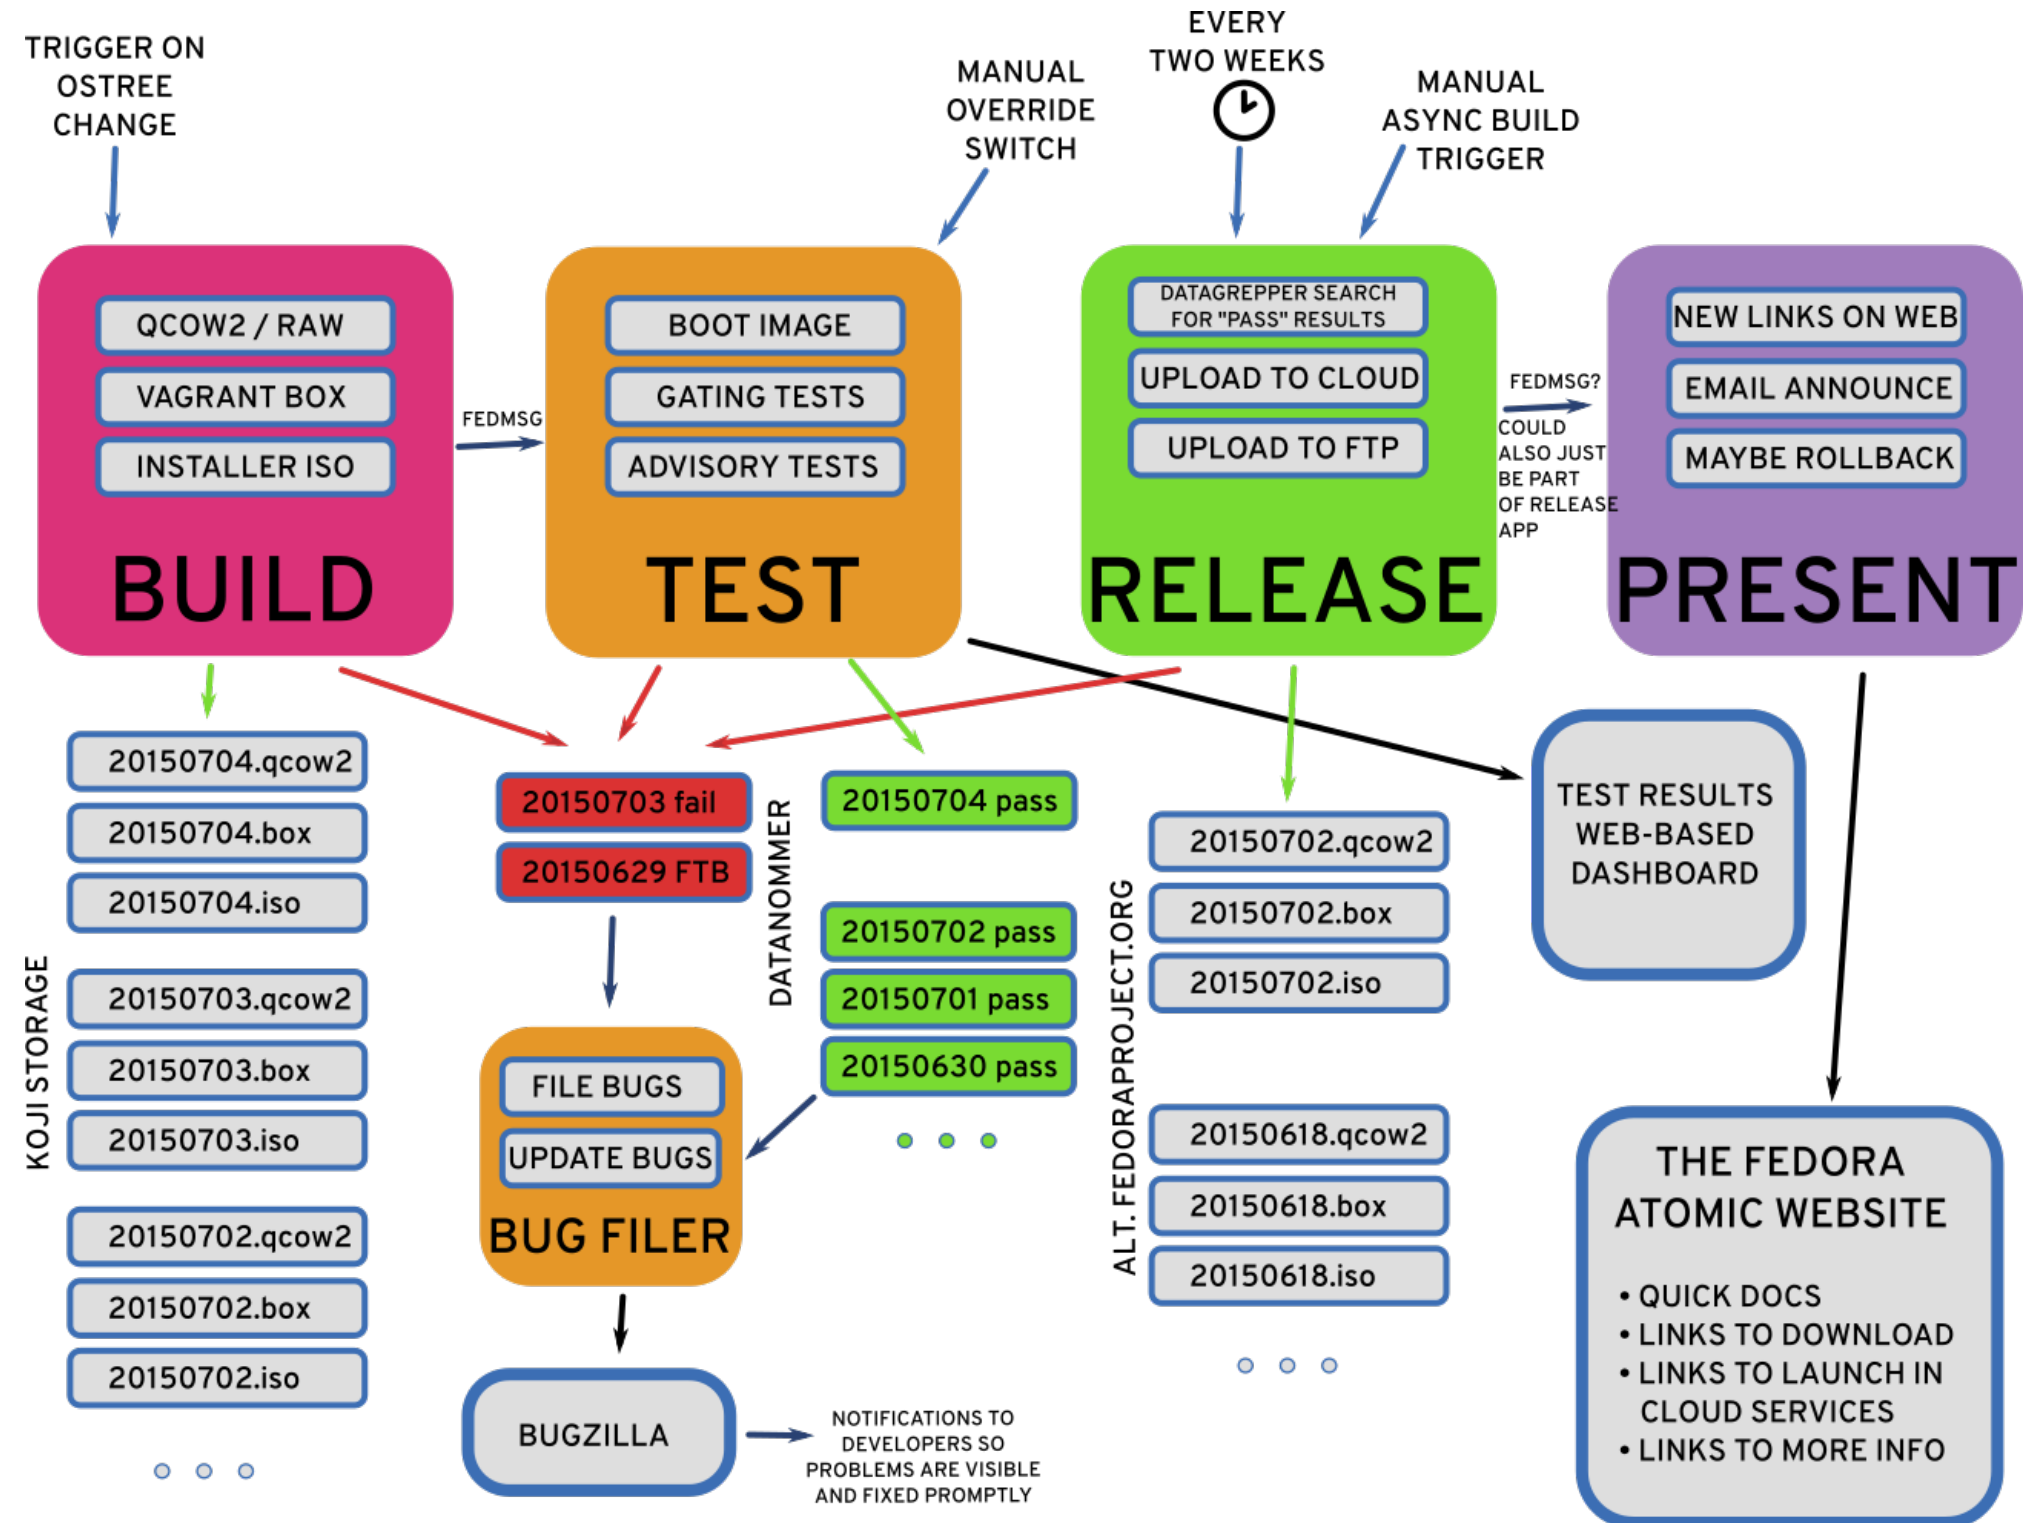 TRIGGER ON
OSTREE
CHANGE
MANUAL
OVERRIDE
SWITCH
EVERY
TWO WEEKS
MANUAL
ASYNC BUILD
TRIGGER
QCOW2 / RAW
VAGRANT BOX
INSTALLER ISO
BUILD
FEDMSG
BOOT IMAGE
GATING TESTS
ADVISORY TESTS
TEST
DATAGREPPER SEARCH
FOR "PASS" RESULTS
UPLOAD TO CLOUD
UPLOAD TO FTP
RELEASE
FEDMSG?
COULD
ALSO JUST
BE PART
OF RELEASE
APP
NEW LINKS ON WEB
EMAIL ANNOUNCE
MAYBE ROLLBACK
PRESENT
KOJI STORAGE
20150704.qcow2
20150704.box
20150704.iso
20150703.qcow2
20150703.box
20150703.iso
20150702.qcow2
20150702.box
20150702.iso
20150703 fail
20150629 FTB
DATANOMMER
20150704 pass
20150702 pass
20150701 pass
20150630 pass
FILE BUGS
UPDATE BUGS
BUG FILER
BUGZILLA
NOTIFICATIONS TO
DEVELOPERS SO
PROBLEMS ARE VISIBLE
AND FIXED PROMPTLY
ALT. FEDORAPROJECT.ORG
20150702.qcow2
20150702.box
20150702.iso
20150618.qcow2
20150618.box
20150618.iso
TEST RESULTS
WEB-BASED
DASHBOARD
THE FEDORA
ATOMIC WEBSITE
• QUICK DOCS
• LINKS TO DOWNLOAD
• LINKS TO LAUNCH IN
CLOUD SERVICES
• LINKS TO MORE INFO